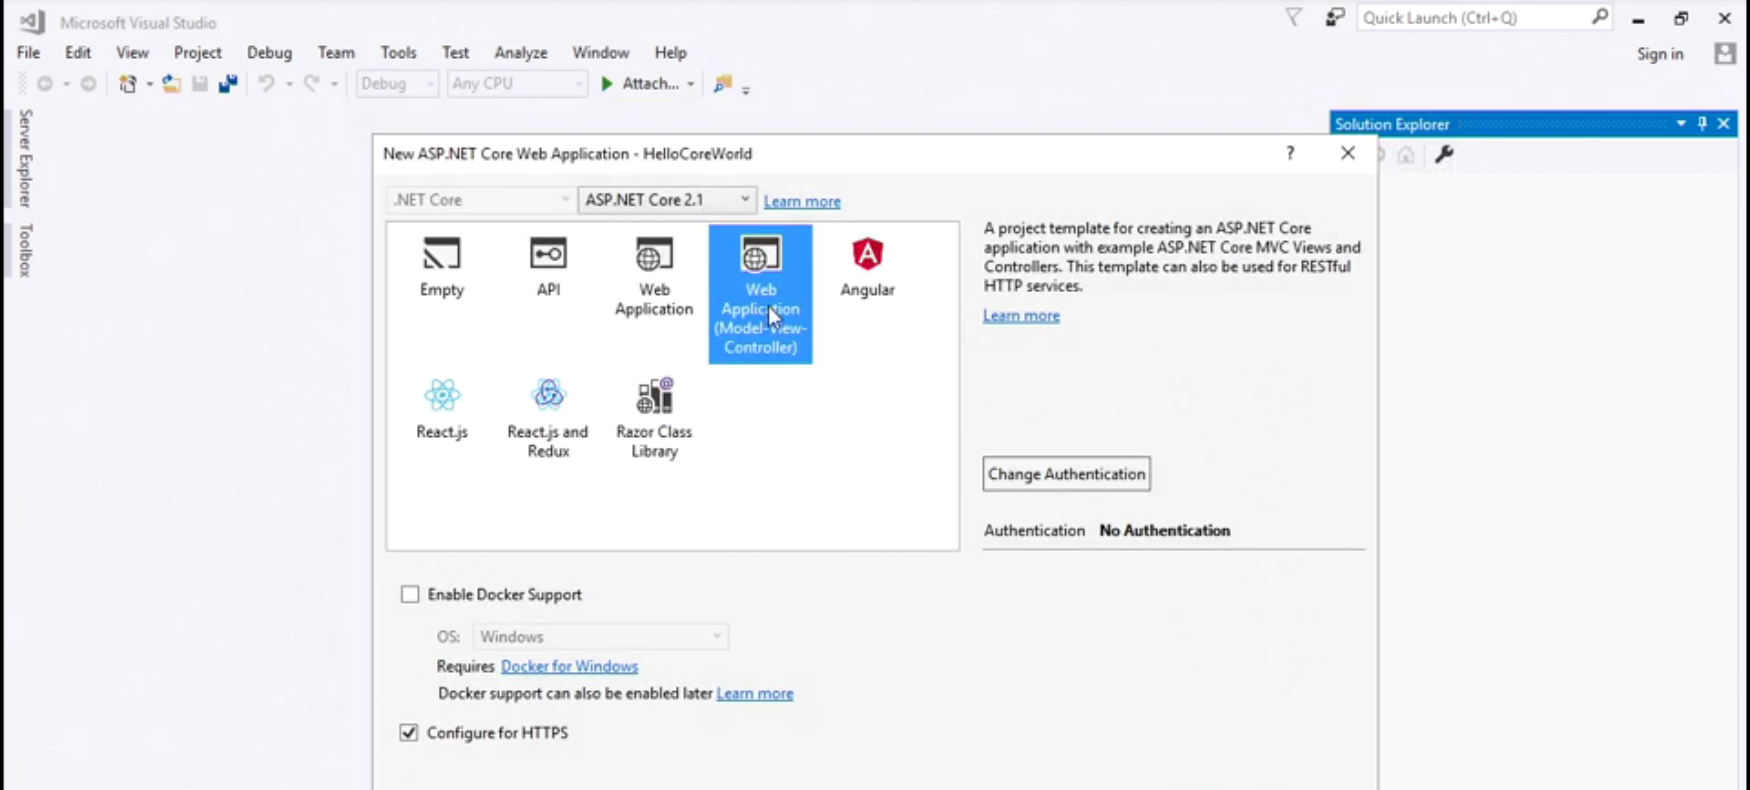 Microsoft Visual Studio
Quick Launch (Ctrl+Q)
File Edit View Project Debug Team Tools Test Analyze Window Help
Sign in
Debug Any CPU Attach...
Server Explorer
Toolbox
Solution Explorer
New ASP.NET Core Web Application - HelloCoreWorld
?
.NET Core ASP.NET Core 2.1 Learn more
Empty
API
Web
Application
Web
Application
(Model-View-
Controller)
Angular
React.js
React.js and
Redux
Razor Class
Library
A project template for creating an ASP.NET Core
application with example ASP.NET Core MVC Views and
Controllers. This template can also be used for RESTful
HTTP services.
Learn more
Change Authentication
Authentication No Authentication
Enable Docker Support
OS: Windows
Requires Docker for Windows
Docker support can also be enabled later Learn more
Configure for HTTPS